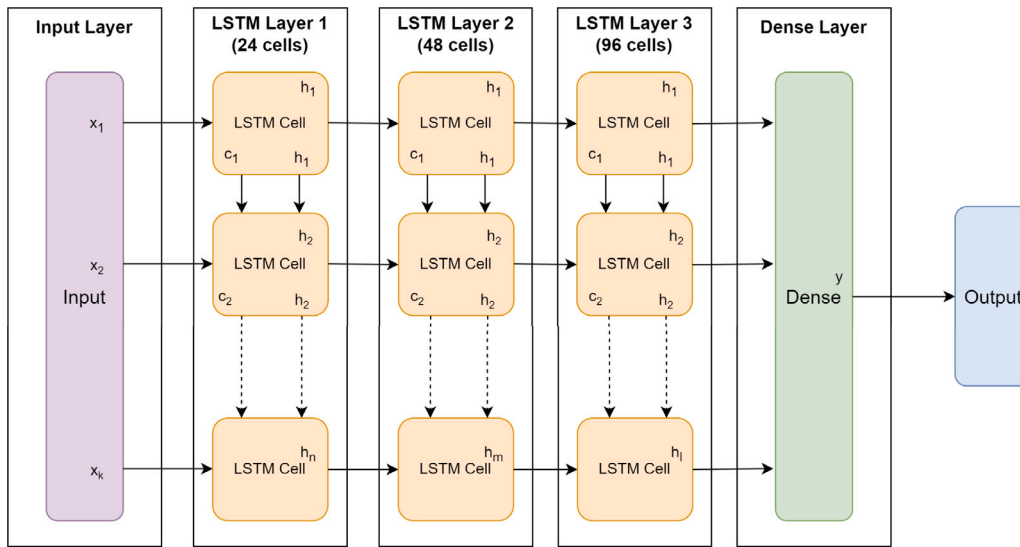 Input Layer
LSTM Layer 1
(24 cells)
LSTM Layer 2
(48 cells)
LSTM Layer 3
(96 cells)
Dense Layer
h1
h1
h1
x1
LSTM Cell
LSTM Cell
LSTM Cell
c1
h1
c1
h1
c1
h1
h2
h2
h2
x2
LSTM Cell
LSTM Cell
LSTM Cell
y
Input
c2
h2
c2
h2
c2
h2
Dense
Output
hn
hm
hl
xk
LSTM Cell
LSTM Cell
LSTM Cell